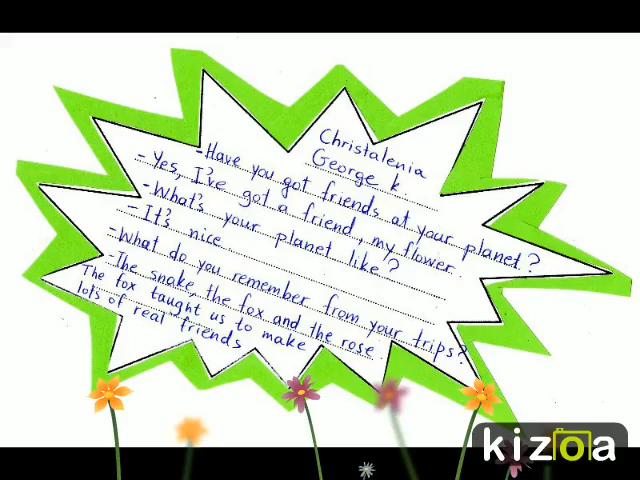 Christalenia
George k.
-Have you got friends at your planet?
- Yes, I've got a friend, my flower.
-What's your planet like?
- It's nice
-What do you remember from your trips?
-The snake, the fox and the rose.
The fox taught us to make
lots of real friends
kizoa